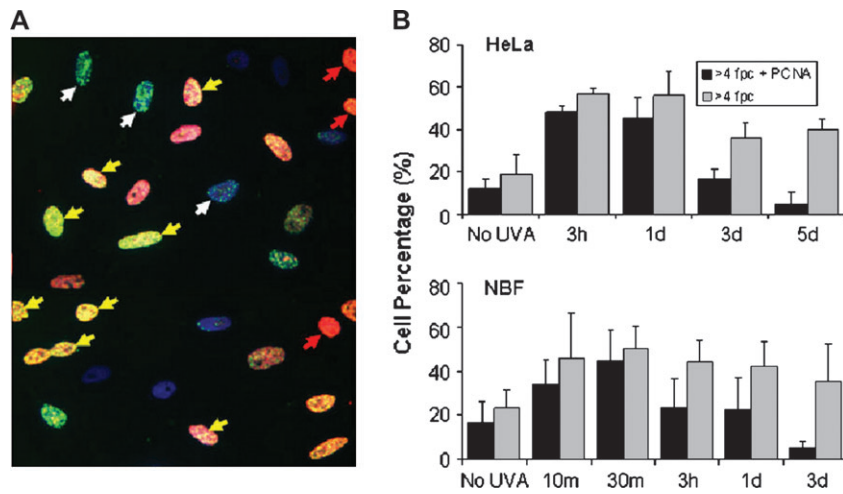 A
B
HeLa
>4 fpc + PCNA
>4 fpc
80
60
40
20
0
No UVA 3h 1d 3d 5d
Cell Percentage (%)
NBF
80
60
40
20
0
No UVA 10m 30m 3h 1d 3d